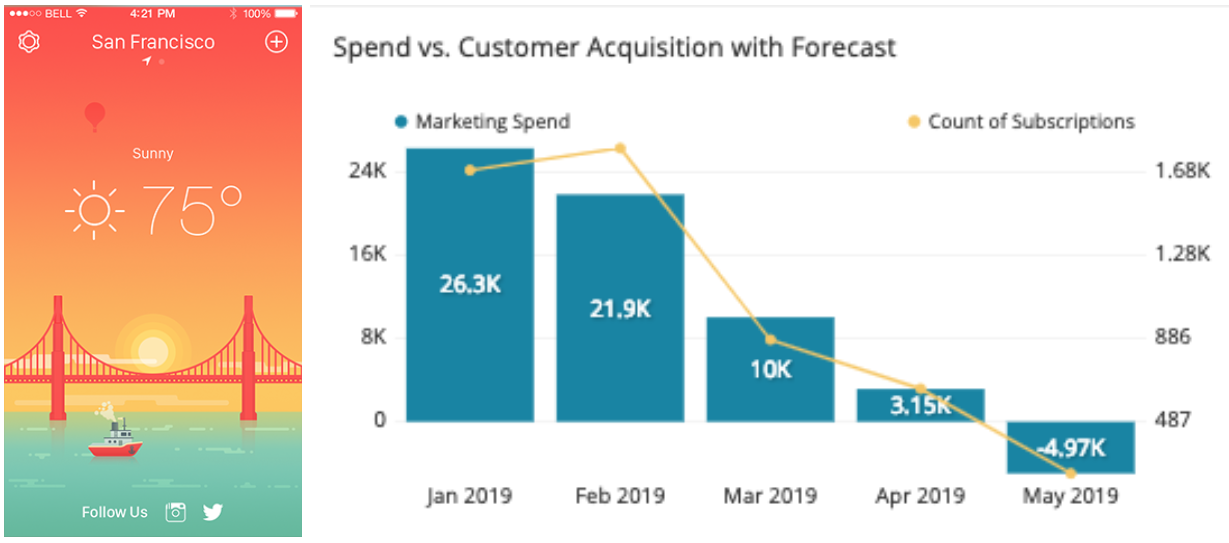 ●●●○○ BELL 4:21 PM 100%
San Francisco
Sunny
75°
Follow Us
Spend vs. Customer Acquisition with Forecast
Marketing Spend Count of Subscriptions
24K 1.68K
16K 26.3K 21.9K 1.28K
8K 10K 886
0 3.15K -4.97K 487
Jan 2019 Feb 2019 Mar 2019 Apr 2019 May 2019